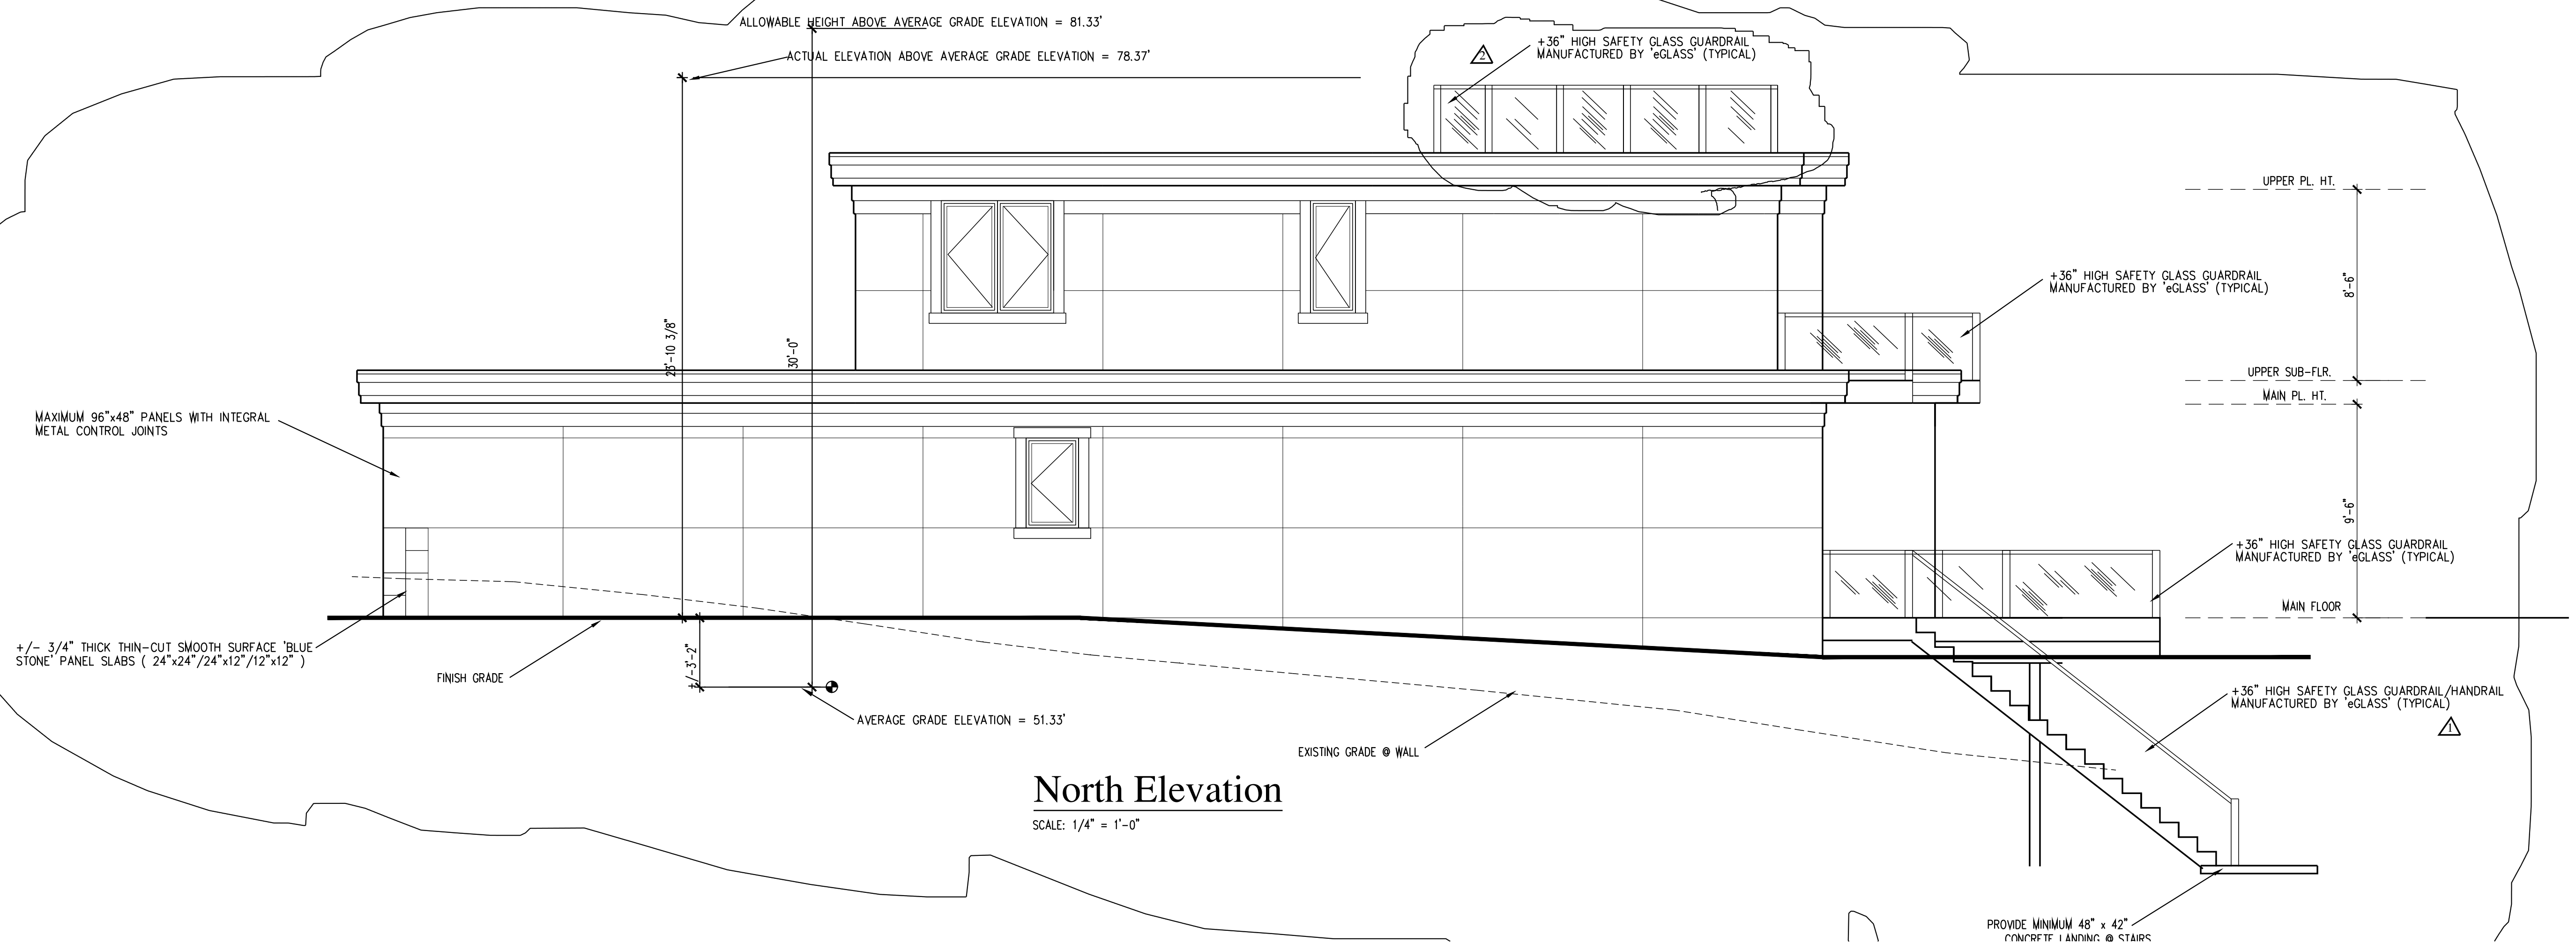 ALLOWABLE HEIGHT ABOVE AVERAGE GRADE ELEVATION = 81.33'
ACTUAL ELEVATION ABOVE AVERAGE GRADE ELEVATION = 78.37'
2
+36" HIGH SAFETY GLASS GUARDRAIL
MANUFACTURED BY 'eGLASS' (TYPICAL)
UPPER PL. HT.
8'-6"
+36" HIGH SAFETY GLASS GUARDRAIL
MANUFACTURED BY 'eGLASS' (TYPICAL)
23'-10 3/8"
30'-0"
UPPER SUB-FLR.
MAIN PL. HT.
MAXIMUM 96"x48" PANELS WITH INTEGRAL
METAL CONTROL JOINTS
9'-6"
+36" HIGH SAFETY GLASS GUARDRAIL
MANUFACTURED BY 'eGLASS' (TYPICAL)
MAIN FLOOR
+/- 3/4" THICK THIN-CUT SMOOTH SURFACE 'BLUE
STONE' PANEL SLABS ( 24"x24"/24"x12"/12"x12" )
FINISH GRADE
+/-3'-2"
AVERAGE GRADE ELEVATION = 51.33'
+36" HIGH SAFETY GLASS GUARDRAIL/HANDRAIL
MANUFACTURED BY 'eGLASS' (TYPICAL)
1
EXISTING GRADE @ WALL
North Elevation
SCALE: 1/4" = 1'-0"
PROVIDE MINIMUM 48" x 42"
CONCRETE LANDING @ STAIRS